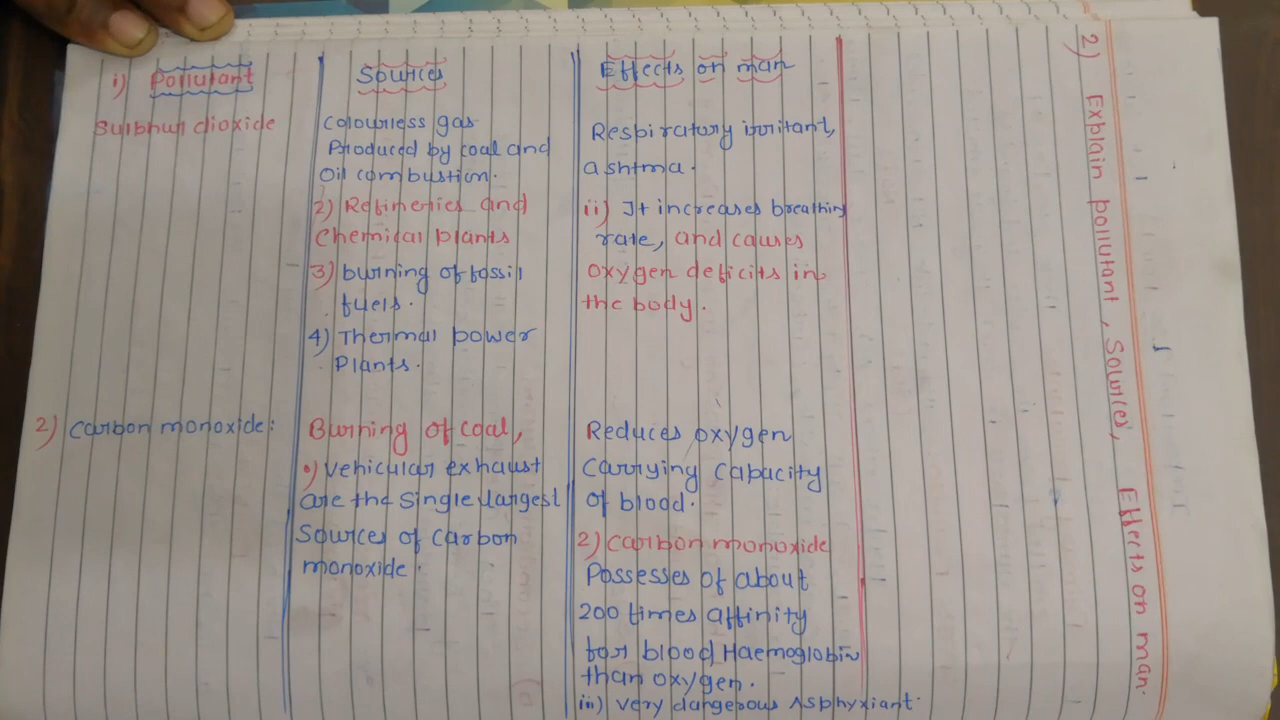 2) Explain pollutant, Sources, Effects on man.
i) Pollutant
Sulphur dioxide
2) carbon monoxide:
Sources
Colourless gas
Produced by coal and
Oil combustion.
2) Refineries and
Chemical plants
3) burning of fossil
fuels.
4) Thermal power
Plants.
Burning of coal,
1) vehicular exhaust
are the single largest
Sources of carbon
monoxide.
Effects on man
Respiratory irritant,
ashtma.
ii) It increases breathing
rate, and causes
oxygen deficits in
the body.
Reduces oxygen
Carrying capacity
of blood.
2) carbon monoxide
Possesses of about
200 times affinity
for blood Haemoglobin
than oxygen.
iii) very dangerous Asphyxiant.